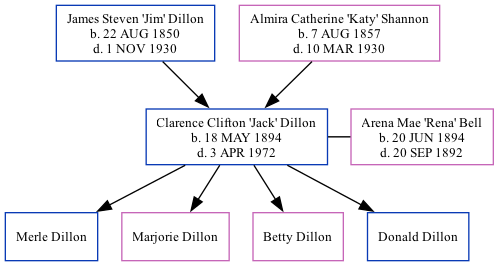 James Steven 'Jim' Dillon
b. 22 AUG 1850
d. 1 NOV 1930
Almira Catherine 'Katy' Shannon
b. 7 AUG 1857
d. 10 MAR 1930
Clarence Clifton 'Jack' Dillon
b. 18 MAY 1894
d. 3 APR 1972
Arena Mae 'Rena' Bell
b. 20 JUN 1894
d. 20 SEP 1892
Merle Dillon
Marjorie Dillon
Betty Dillon
Donald Dillon